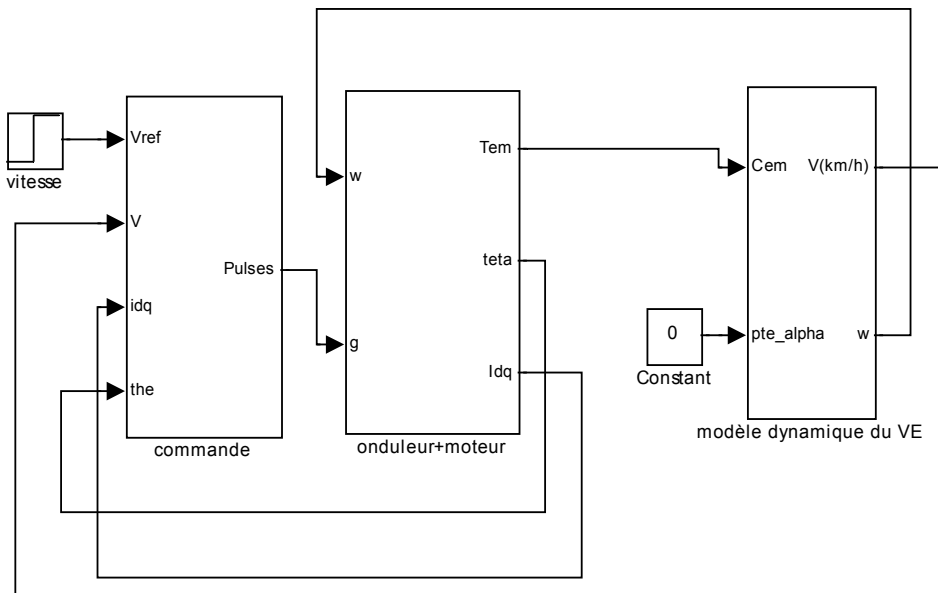 vitesse
Vref
V
idq
the
Pulses
commande
w
g
Tem
teta
Idq
onduleur+moteur
0
Constant
Cem
pte_alpha
V(km/h)
w
modèle dynamique du VE